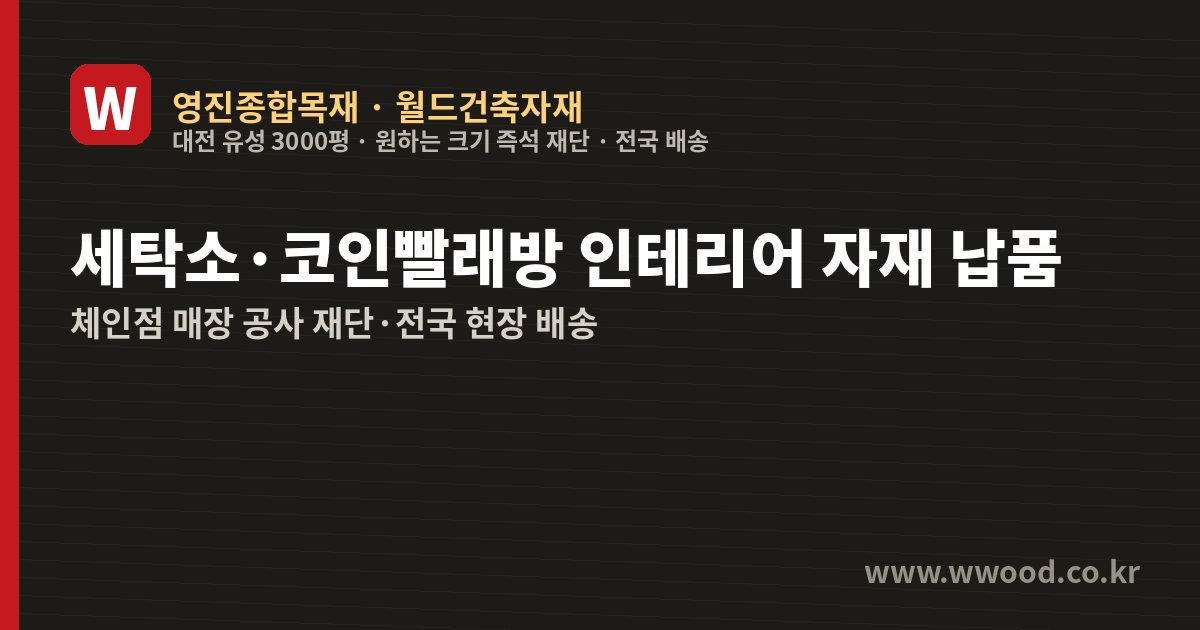 W
영진종합목재 · 월드건축자재
대전 유성 3000평 · 원하는 크기 즉석 재단 · 전국 배송
세탁소·코인빨래방 인테리어 자재 납품
체인점 매장 공사 재단·전국 현장 배송
www.wwood.co.kr